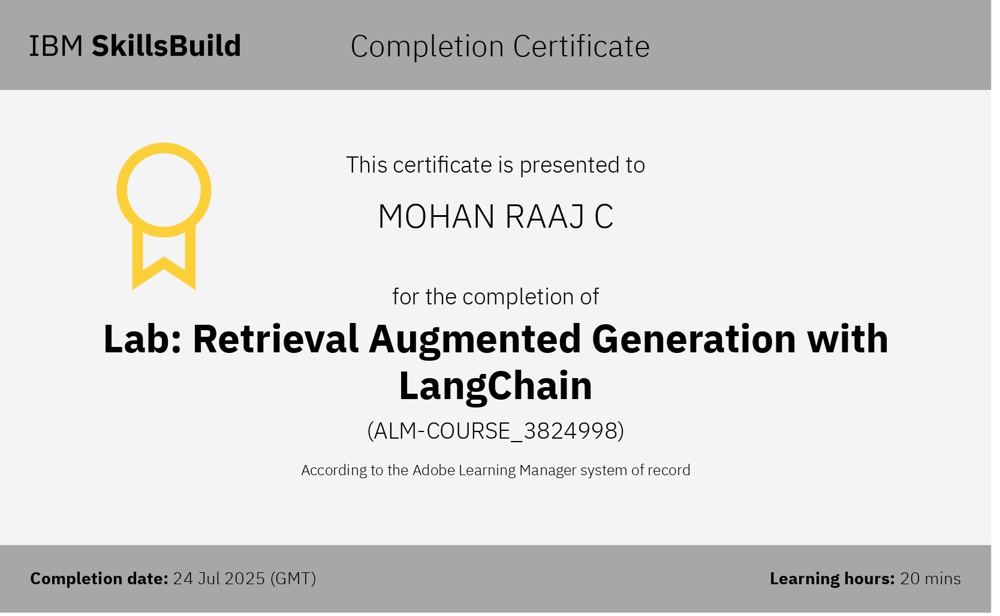 IBM SkillsBuild
Completion Certificate
This certificate is presented to
MOHAN RAAJ C
for the completion of
Lab: Retrieval Augmented Generation with
LangChain
(ALM-COURSE_3824998)
According to the Adobe Learning Manager system of record
Completion date: 24 Jul 2025 (GMT)
Learning hours: 20 mins